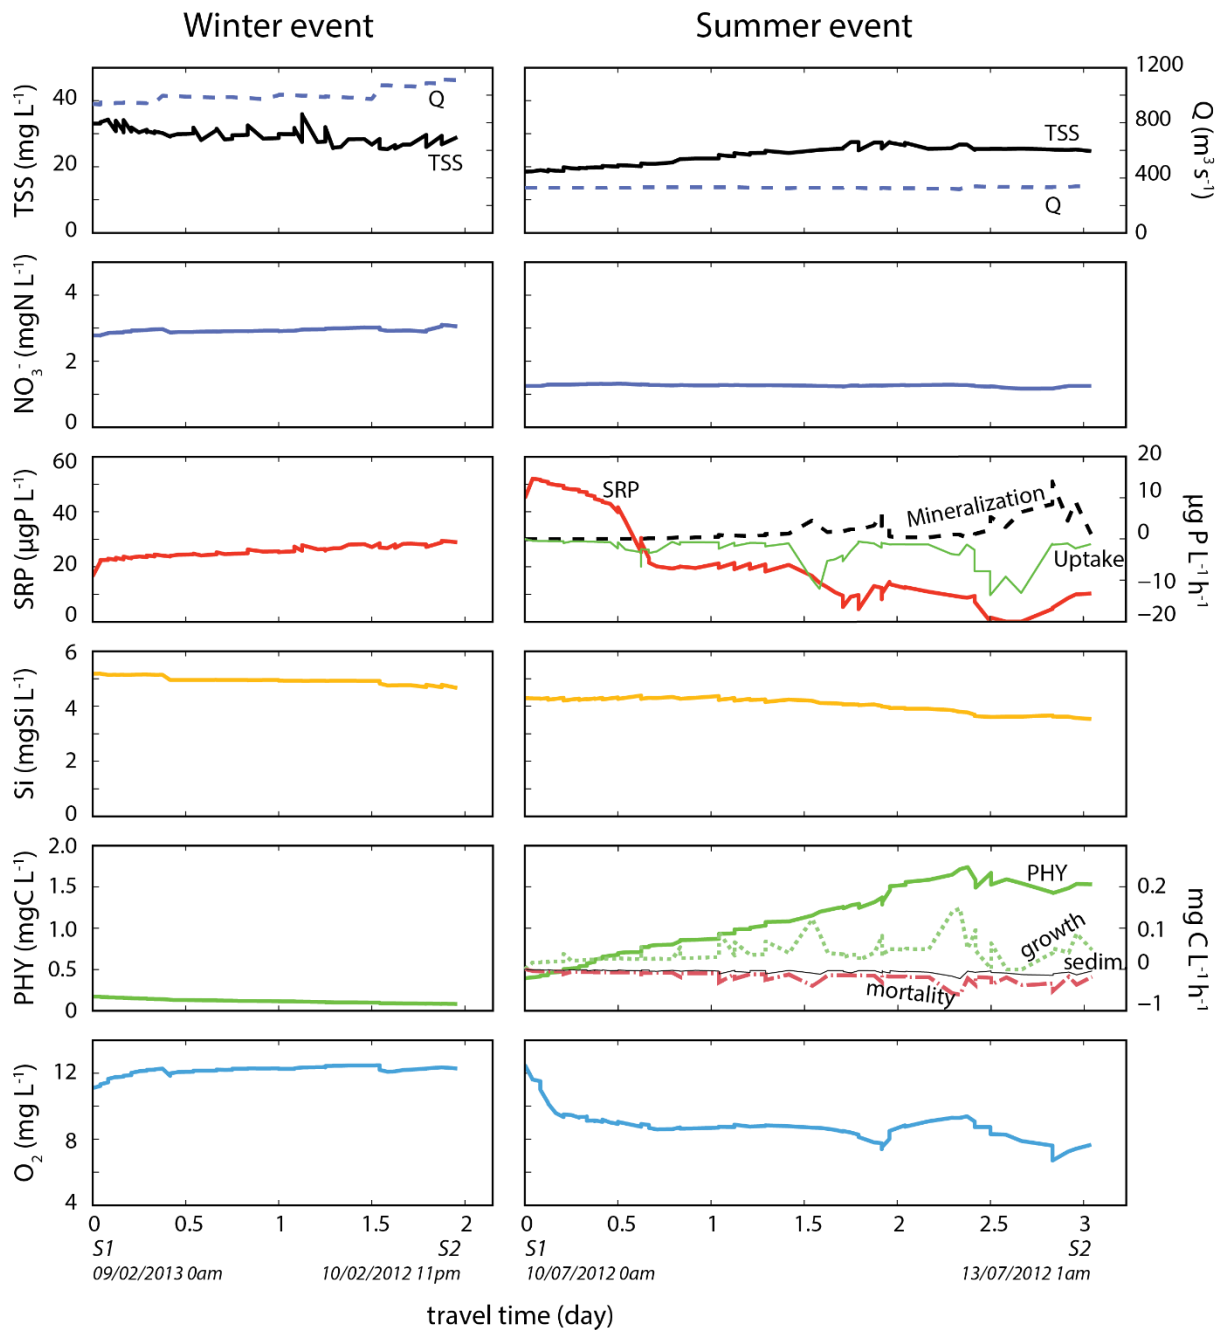 Winter event
Summer event
TSS (mg L⁻¹)
40
20
0
Q
TSS
TSS
Q
1200
800
400
0
Q (m³ s⁻¹)
NO₃⁻ (mgN L⁻¹)
4
2
0
SRP (µgP L⁻¹)
60
40
20
0
SRP
Mineralization
Uptake
20
10
0
−10
−20
µg P L⁻¹ h⁻¹
Si (mgSi L⁻¹)
6
4
2
0
PHY (mgC L⁻¹)
2.0
1.5
1.0
0.5
0
PHY
growth
sedim.
mortality
0.2
0.1
0
−1
mg C L⁻¹ h⁻¹
O₂ (mg L⁻¹)
12
8
4
0 0.5 1 1.5 2
0 0.5 1 1.5 2 2.5 3
S1 S2
S1 S2
09/02/2013 0am 10/02/2012 11pm
10/07/2012 0am 13/07/2012 1am
travel time (day)